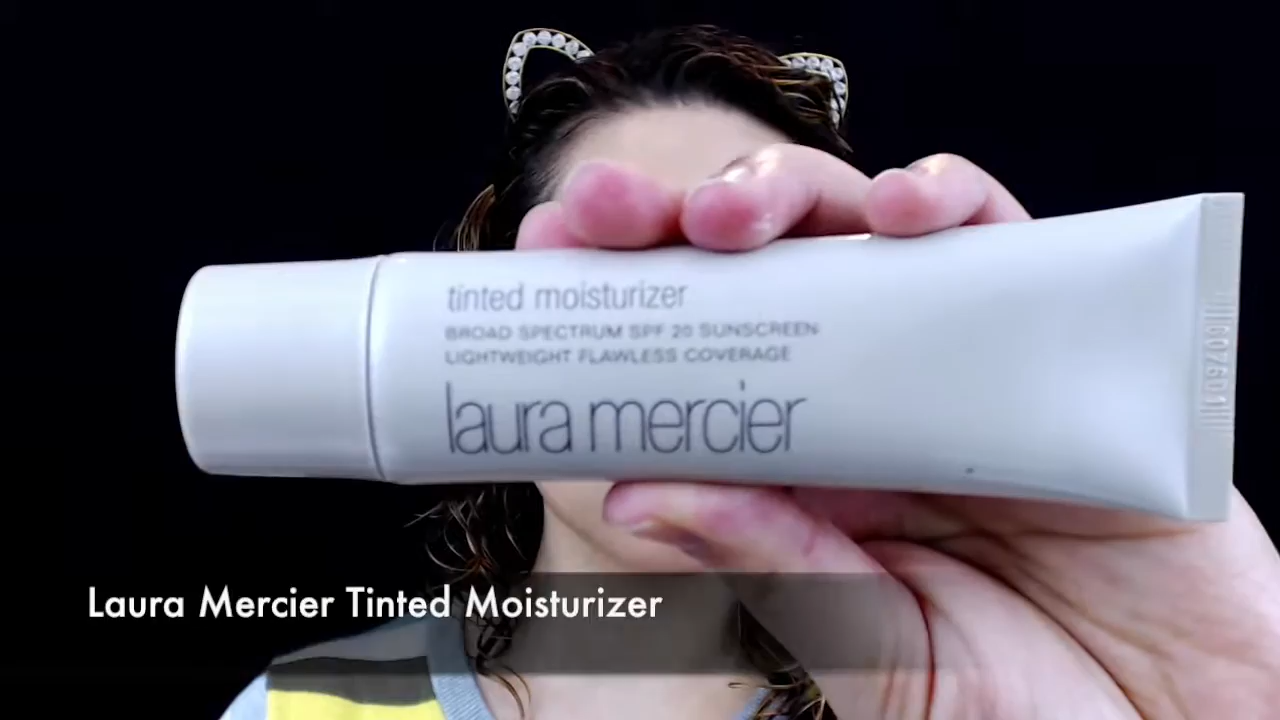 tinted moisturizer
BROAD SPECTRUM SPF 20 SUNSCREEN
LIGHTWEIGHT FLAWLESS COVERAGE
laura mercier
Laura Mercier Tinted Moisturizer